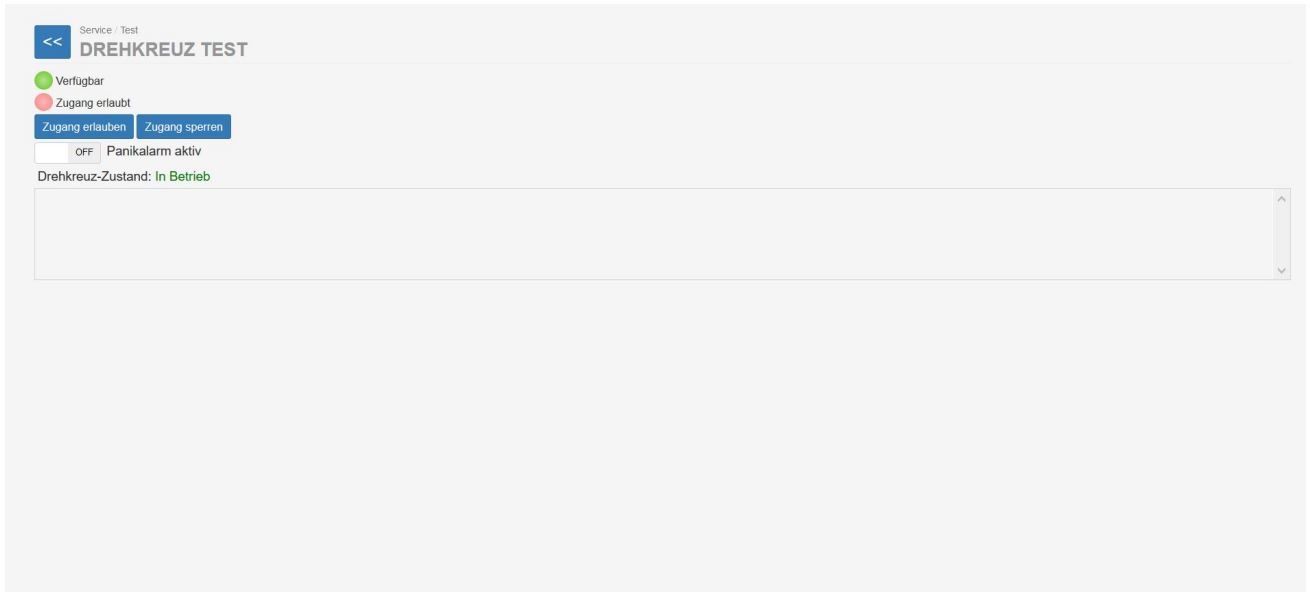 <<
Service / Test
DREHKREUZ TEST
Verfügbar
Zugang erlaubt
Zugang erlauben Zugang sperren
OFF Panikalarm aktiv
Drehkreuz-Zustand: In Betrieb